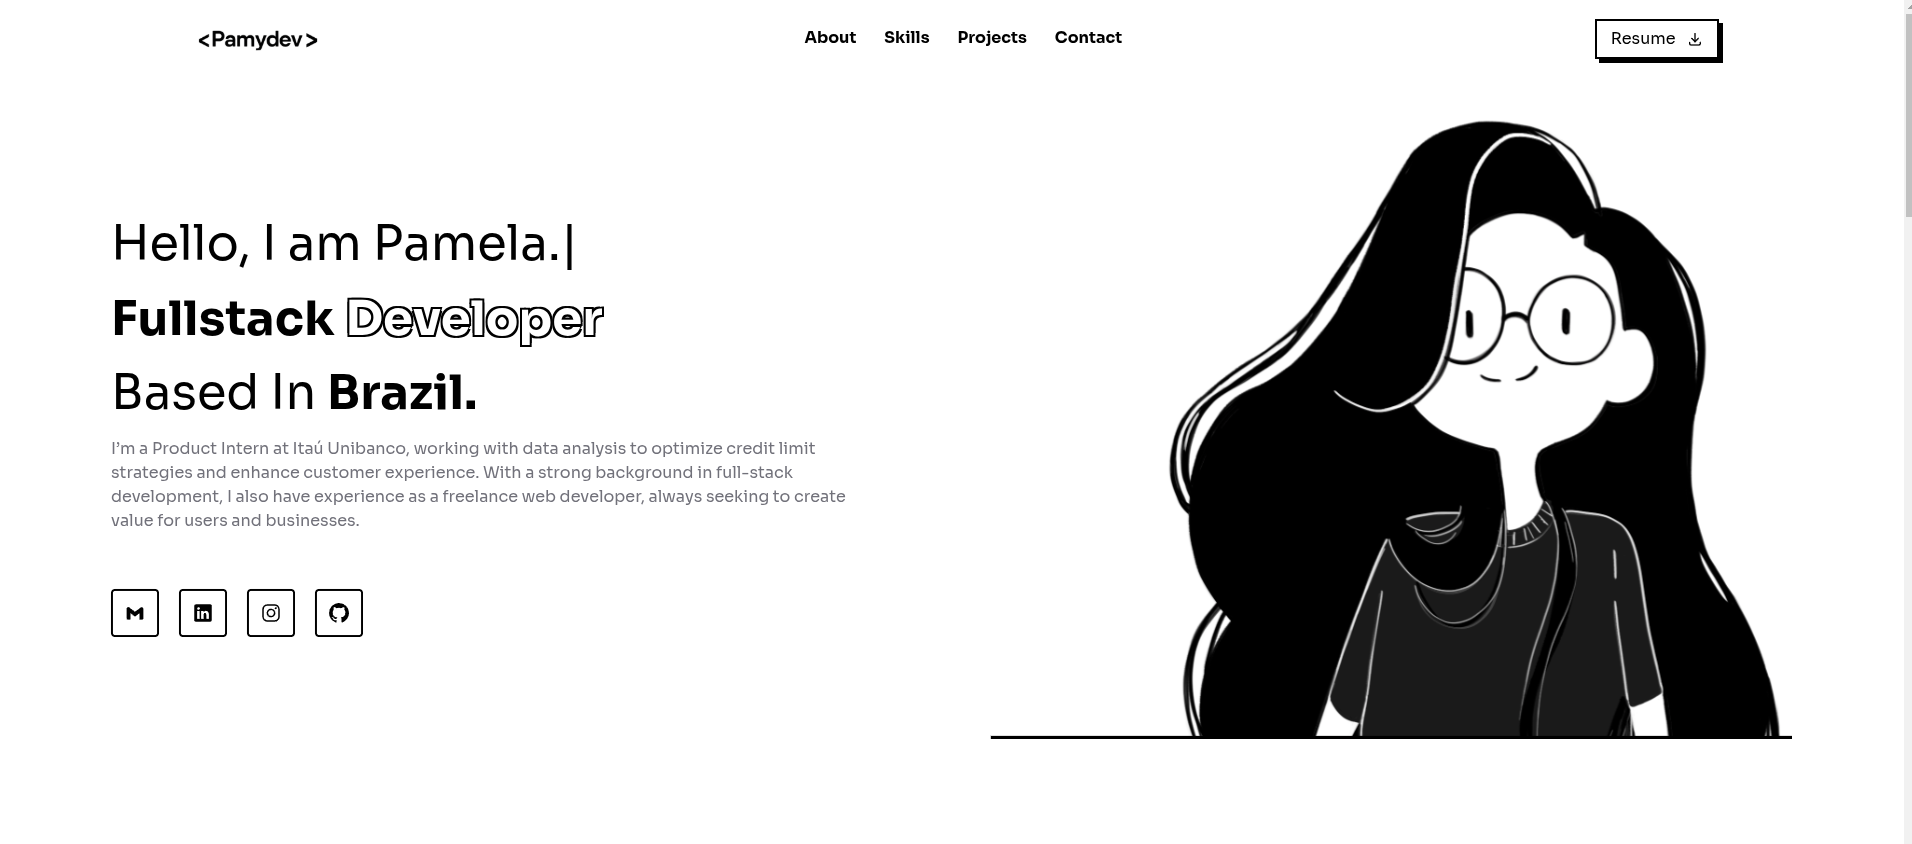 <Pamydev >
About Skills Projects Contact
Resume
Hello, I am Pamela.|
Fullstack Developer
Based In Brazil.
I’m a Product Intern at Itaú Unibanco, working with data analysis to optimize credit limit
strategies and enhance customer experience. With a strong background in full-stack
development, I also have experience as a freelance web developer, always seeking to create
value for users and businesses.